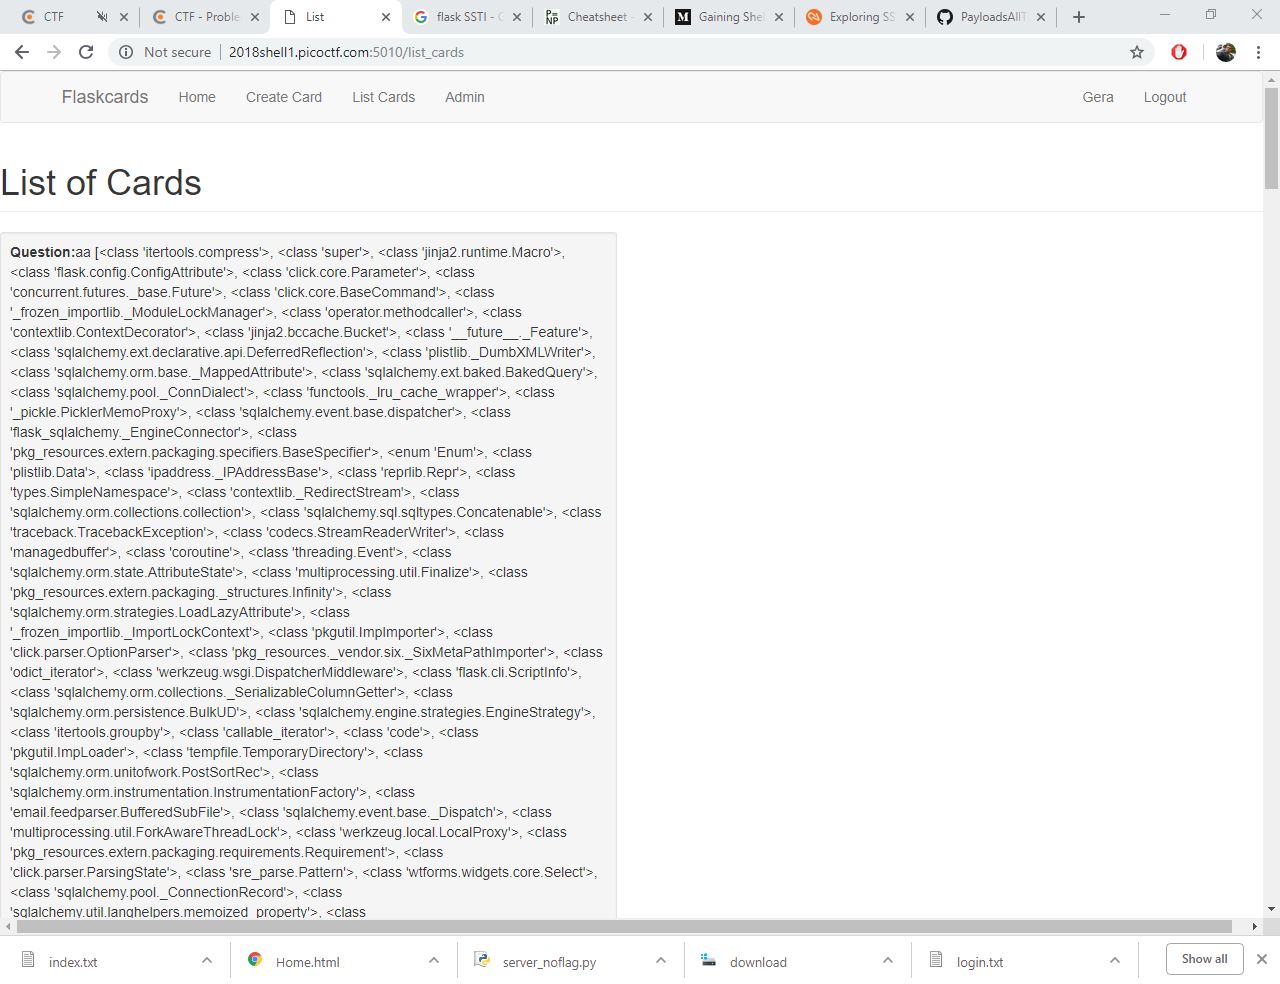 CTF
CTF - Proble
List
flask SSTI - G
Cheatsheet -
Gaining She
Exploring SS
PayloadsAllT
Not secure | 2018shell1.picoctf.com:5010/list_cards
Flaskcards Home Create Card List Cards Admin Gera Logout
List of Cards
Question:aa [<class 'itertools.compress'>, <class 'super'>, <class 'jinja2.runtime.Macro'>,
<class 'flask.config.ConfigAttribute'>, <class 'click.core.Parameter'>, <class
'concurrent.futures._base.Future'>, <class 'click.core.BaseCommand'>, <class
'_frozen_importlib._ModuleLockManager'>, <class 'operator.methodcaller'>, <class
'contextlib.ContextDecorator'>, <class 'jinja2.bccache.Bucket'>, <class '__future__._Feature'>,
<class 'sqlalchemy.ext.declarative.api.DeferredReflection'>, <class 'plistlib._DumbXMLWriter'>,
<class 'sqlalchemy.orm.base._MappedAttribute'>, <class 'sqlalchemy.ext.baked.BakedQuery'>,
<class 'sqlalchemy.pool._ConnDialect'>, <class 'functools._lru_cache_wrapper'>, <class
'_pickle.PicklerMemoProxy'>, <class 'sqlalchemy.event.base.dispatcher'>, <class
'flask_sqlalchemy._EngineConnector'>, <class
'pkg_resources.extern.packaging.specifiers.BaseSpecifier'>, <enum 'Enum'>, <class
'plistlib.Data'>, <class 'ipaddress._IPAddressBase'>, <class 'reprlib.Repr'>, <class
'types.SimpleNamespace'>, <class 'contextlib._RedirectStream'>, <class
'sqlalchemy.orm.collections.collection'>, <class 'sqlalchemy.sql.sqltypes.Concatenable'>, <class
'traceback.TracebackException'>, <class 'codecs.StreamReaderWriter'>, <class
'managedbuffer'>, <class 'coroutine'>, <class 'threading.Event'>, <class
'sqlalchemy.orm.state.AttributeState'>, <class 'multiprocessing.util.Finalize'>, <class
'pkg_resources.extern.packaging._structures.Infinity'>, <class
'sqlalchemy.orm.strategies.LoadLazyAttribute'>, <class
'_frozen_importlib._ImportLockContext'>, <class 'pkgutil.ImpImporter'>, <class
'click.parser.OptionParser'>, <class 'pkg_resources._vendor.six._SixMetaPathImporter'>, <class
'odict_iterator'>, <class 'werkzeug.wsgi.DispatcherMiddleware'>, <class 'flask.cli.ScriptInfo'>,
<class 'sqlalchemy.orm.collections._SerializableColumnGetter'>, <class
'sqlalchemy.orm.persistence.BulkUD'>, <class 'sqlalchemy.engine.strategies.EngineStrategy'>,
<class 'itertools.groupby'>, <class 'callable_iterator'>, <class 'code'>, <class
'pkgutil.ImpLoader'>, <class 'tempfile.TemporaryDirectory'>, <class
'sqlalchemy.orm.unitofwork.PostSortRec'>, <class
'sqlalchemy.orm.instrumentation.InstrumentationFactory'>, <class
'email.feedparser.BufferedSubFile'>, <class 'sqlalchemy.event.base._Dispatch'>, <class
'multiprocessing.util.ForkAwareThreadLock'>, <class 'werkzeug.local.LocalProxy'>, <class
'pkg_resources.extern.packaging.requirements.Requirement'>, <class
'click.parser.ParsingState'>, <class 'sre_parse.Pattern'>, <class 'wtforms.widgets.core.Select'>,
<class 'sqlalchemy.pool._ConnectionRecord'>, <class
'sqlalchemy.util.langhelpers.memoized_property'>, <class
index.txt
Home.html
server_noflag.py
download
login.txt
Show all